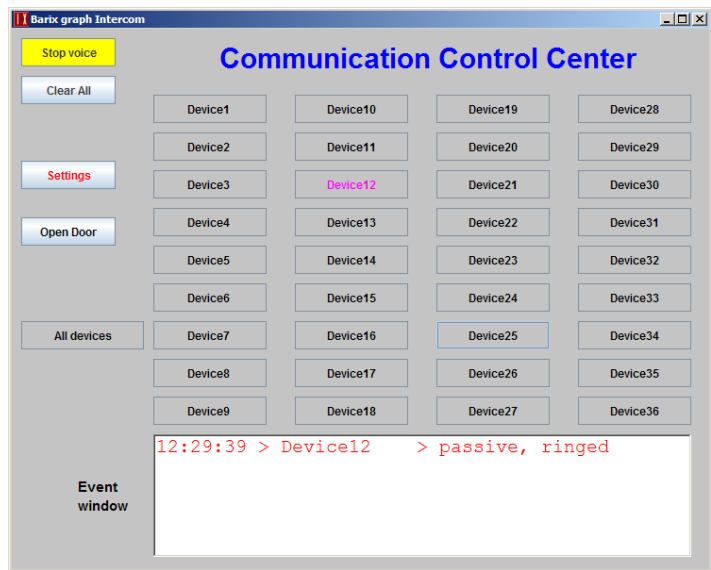 Barix graph Intercom
Stop voice
Communication Control Center
Clear All
Device1 Device10 Device19 Device28
Device2 Device11 Device20 Device29
Settings
Device3 Device12 Device21 Device30
Open Door
Device4 Device13 Device22 Device31
Device5 Device14 Device23 Device32
Device6 Device15 Device24 Device33
All devices
Device7 Device16 Device25 Device34
Device8 Device17 Device26 Device35
Device9 Device18 Device27 Device36
12:29:39 > Device12 > passive, ringed
Event
window